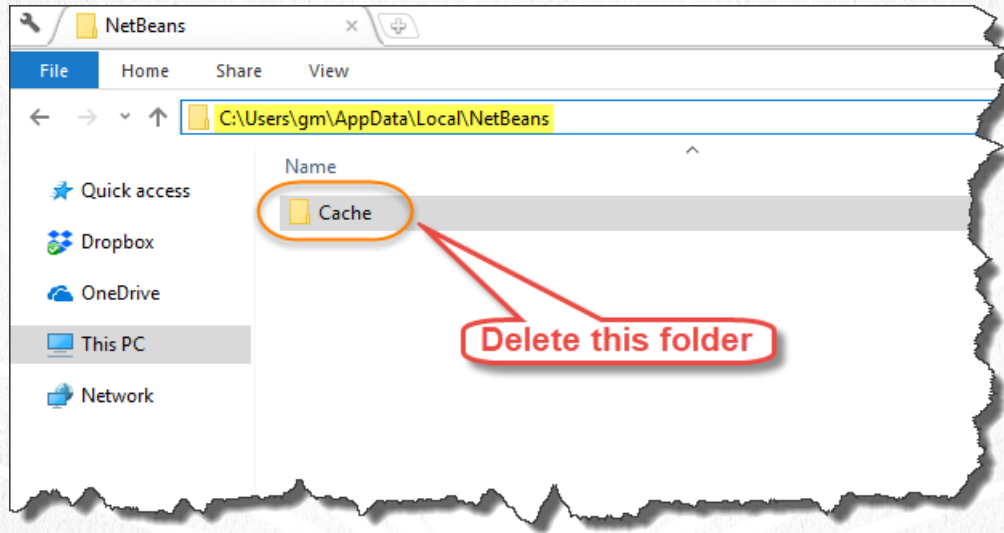 NetBeans
File Home Share View
C:\Users\gm\AppData\Local\NetBeans
Name
Quick access
Cache
Dropbox
OneDrive
Delete this folder
This PC
Network